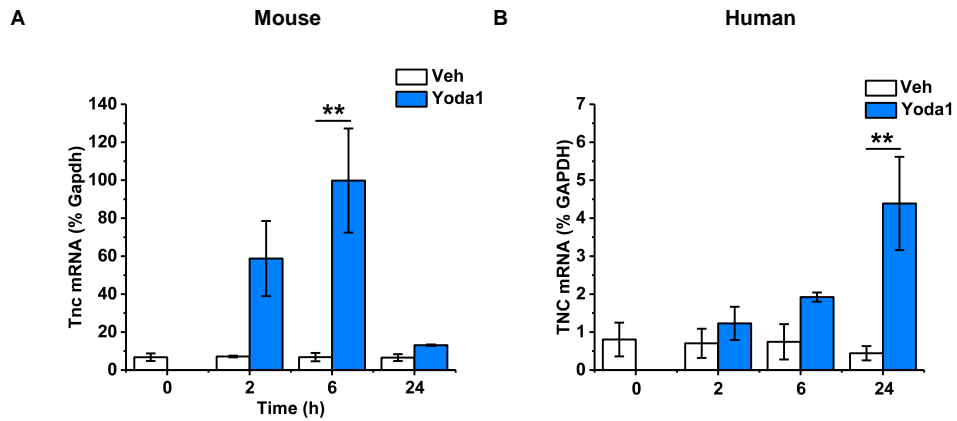 A
Mouse
Veh
Yoda1
Tnc mRNA (% Gapdh)
140
120
100
80
60
40
20
0
**
0
2
6
24
Time (h)
B
Human
Veh
Yoda1
TNC mRNA (% GAPDH)
7
6
5
4
3
2
1
0
**
0
2
6
24